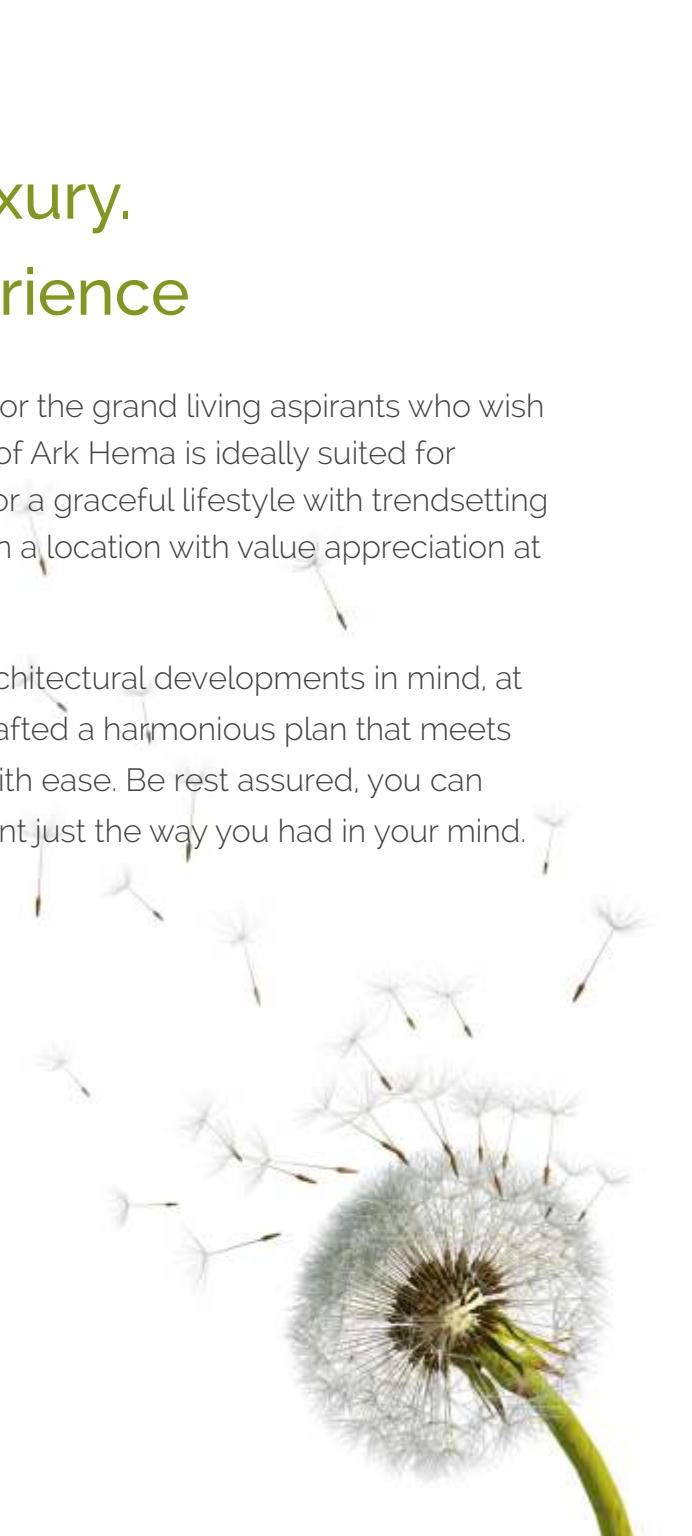 xury.
rience
or the grand living aspirants who wish
of Ark Hema is ideally suited for
or a graceful lifestyle with trendsetting
n a location with value appreciation at
chitectural developments in mind, at
afted a harmonious plan that meets
ith ease. Be rest assured, you can
nt just the way you had in your mind.